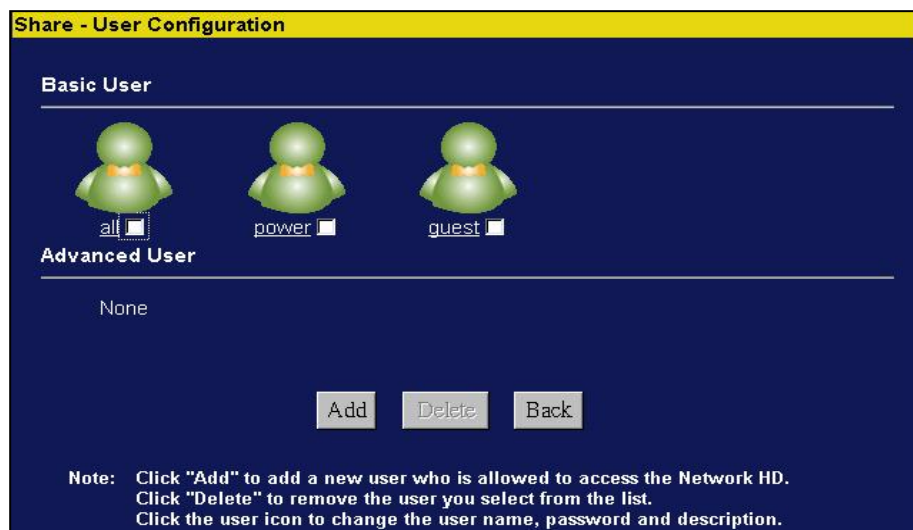 Share - User Configuration
Basic User
all power guest
Advanced User
None
Add Delete Back
Note: Click "Add" to add a new user who is allowed to access the Network HD.
Click "Delete" to remove the user you select from the list.
Click the user icon to change the user name, password and description.